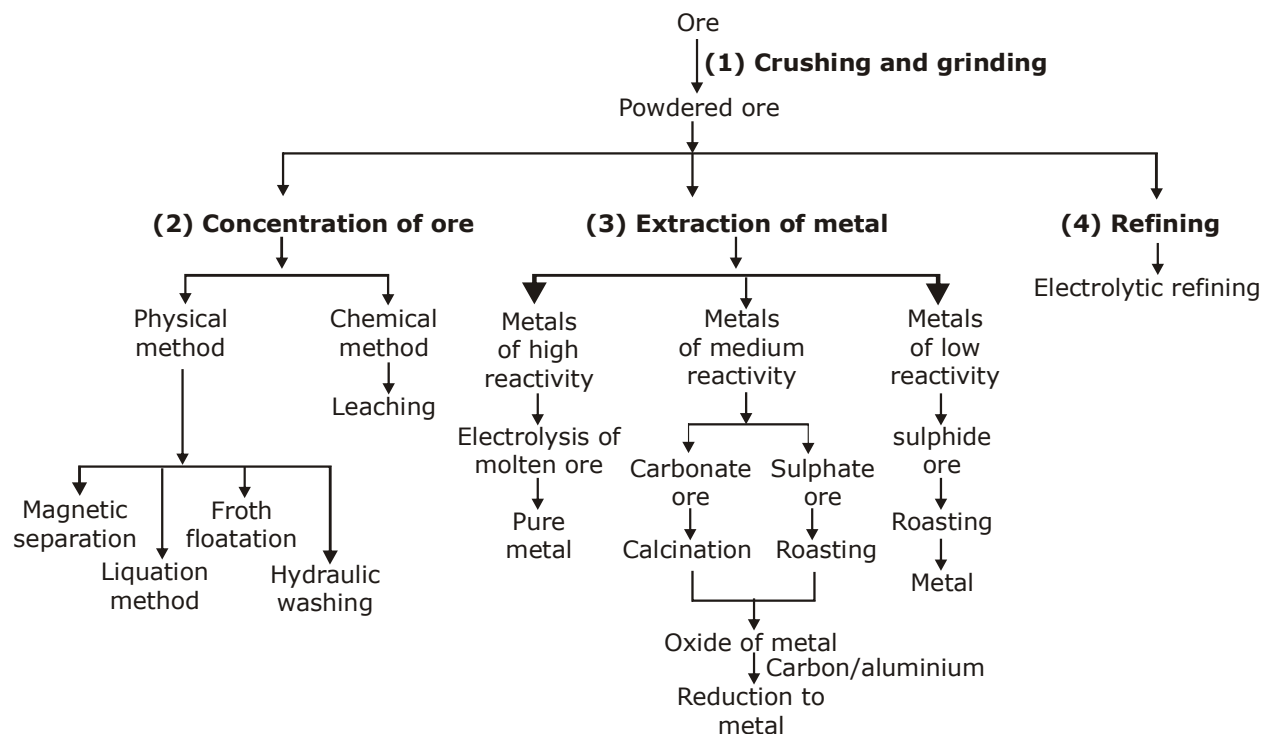 Ore
(1) Crushing and grinding
Powdered ore
(2) Concentration of ore
(3) Extraction of metal
(4) Refining
Electrolytic refining
Physical
method
Chemical
method
Leaching
Magnetic
separation
Liquation
method
Froth
floatation
Hydraulic
washing
Metals
of high
reactivity
Electrolysis of
molten ore
Pure
metal
Metals
of medium
reactivity
Carbonate
ore
Calcination
Sulphate
ore
Roasting
Oxide of metal
Carbon/aluminium
Reduction to
metal
Metals
of low
reactivity
sulphide
ore
Roasting
Metal